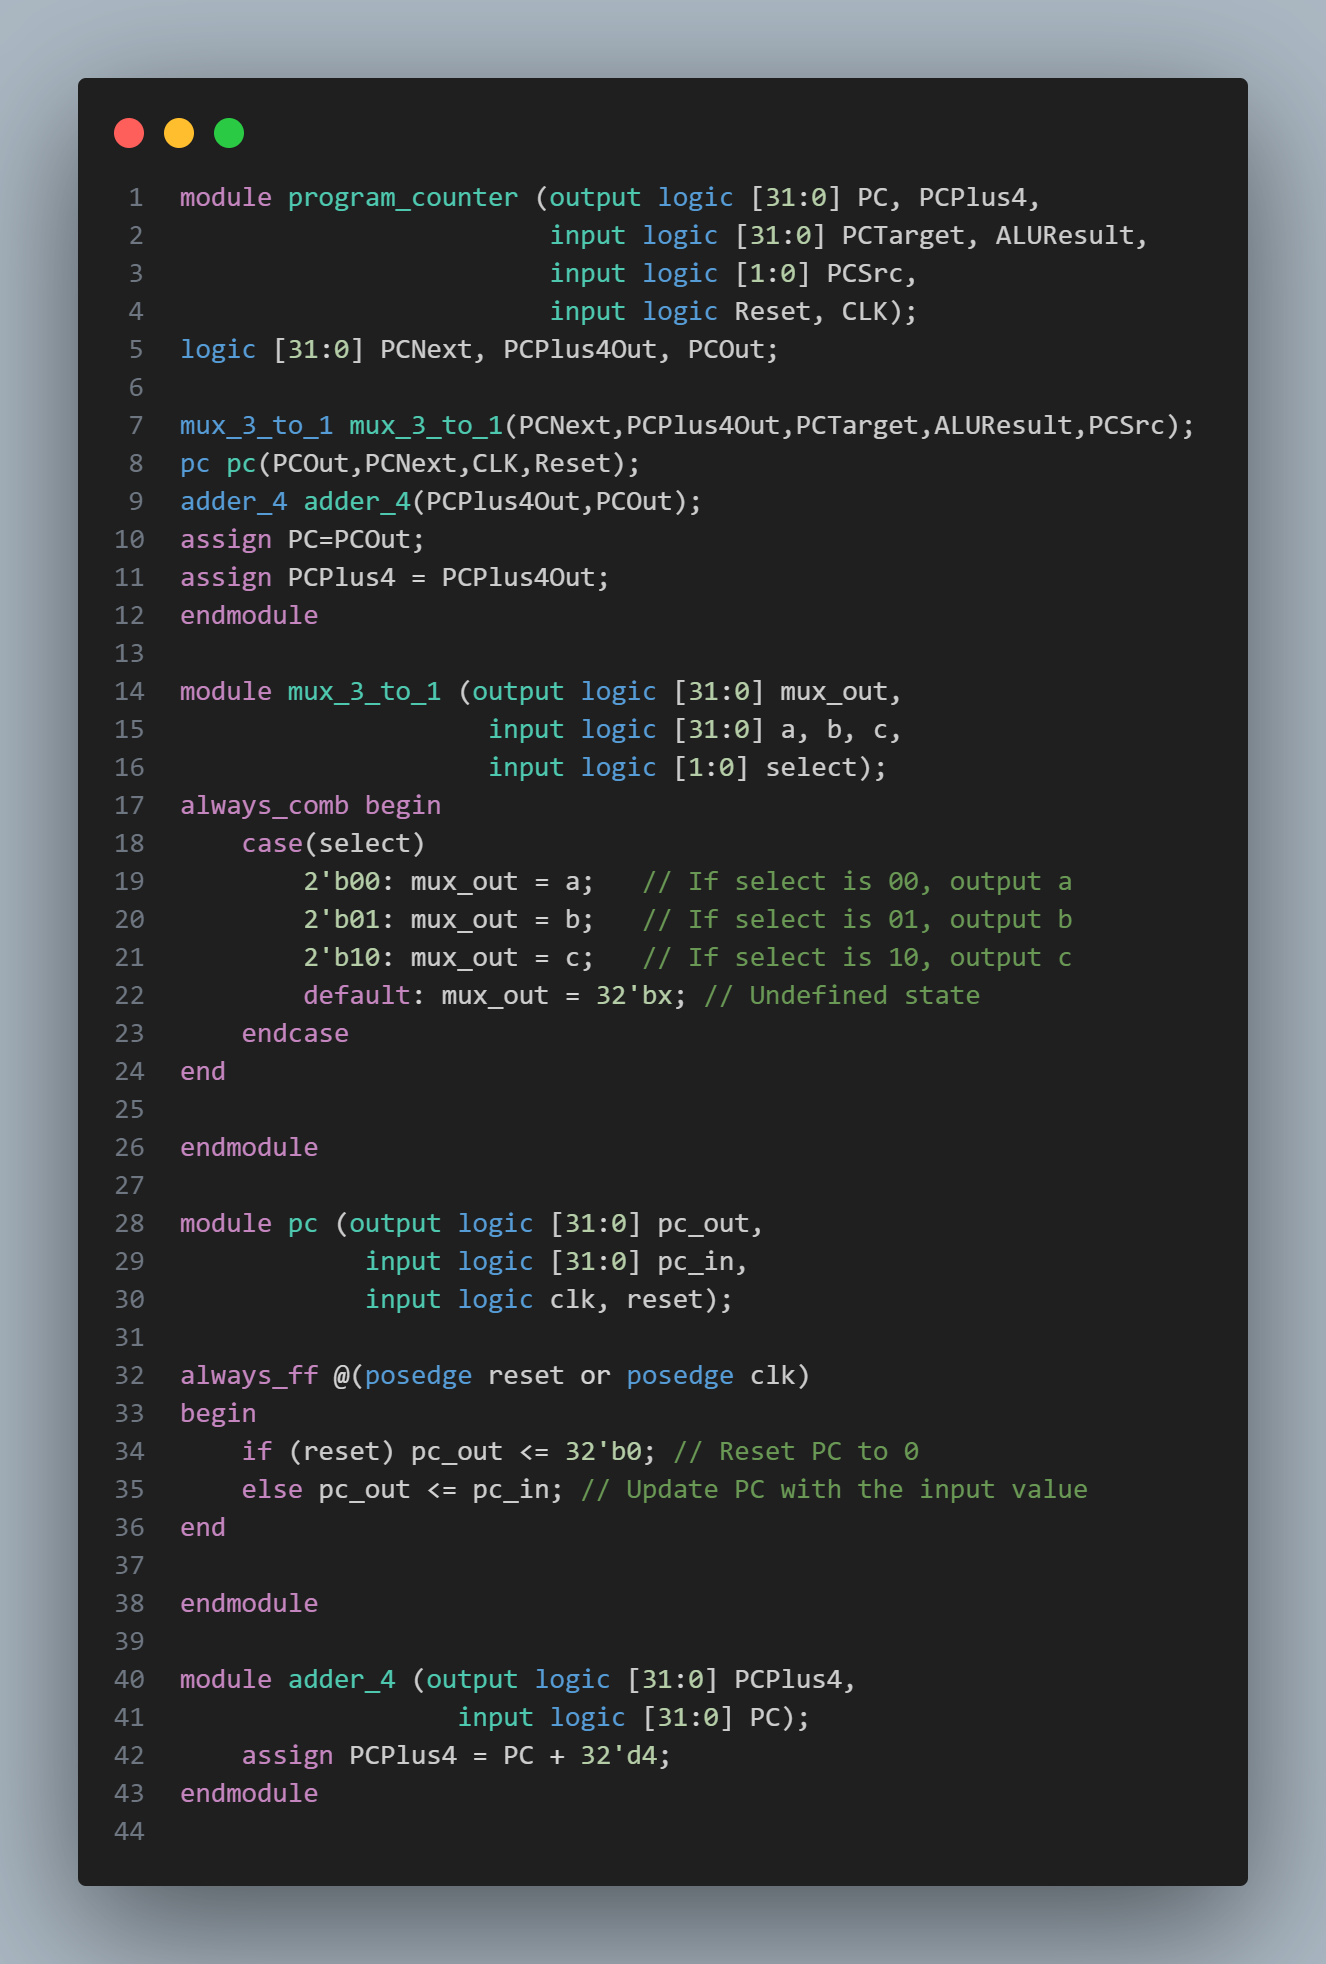 1 module program_counter (output logic [31:0] PC, PCPlus4,
2 input logic [31:0] PCTarget, ALUResult,
3 input logic [1:0] PCSrc,
4 input logic Reset, CLK);
5 logic [31:0] PCNext, PCPlus4Out, PCOut;
6
7 mux_3_to_1 mux_3_to_1(PCNext,PCPlus4Out,PCTarget,ALUResult,PCSrc);
8 pc pc(PCOut,PCNext,CLK,Reset);
9 adder_4 adder_4(PCPlus4Out,PCOut);
10 assign PC=PCOut;
11 assign PCPlus4 = PCPlus4Out;
12 endmodule
13
14 module mux_3_to_1 (output logic [31:0] mux_out,
15 input logic [31:0] a, b, c,
16 input logic [1:0] select);
17 always_comb begin
18 case(select)
19 2'b00: mux_out = a; // If select is 00, output a
20 2'b01: mux_out = b; // If select is 01, output b
21 2'b10: mux_out = c; // If select is 10, output c
22 default: mux_out = 32'bx; // Undefined state
23 endcase
24 end
25
26 endmodule
27
28 module pc (output logic [31:0] pc_out,
29 input logic [31:0] pc_in,
30 input logic clk, reset);
31
32 always_ff @(posedge reset or posedge clk)
33 begin
34 if (reset) pc_out <= 32'b0; // Reset PC to 0
35 else pc_out <= pc_in; // Update PC with the input value
36 end
37
38 endmodule
39
40 module adder_4 (output logic [31:0] PCPlus4,
41 input logic [31:0] PC);
42 assign PCPlus4 = PC + 32'd4;
43 endmodule
44